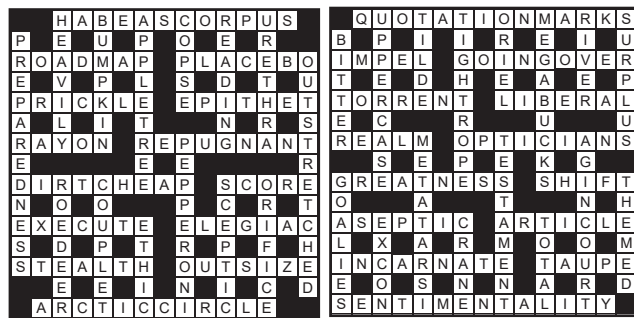 HABEASCORPUS
P E U P O E R
ROADMAP PLACEBO
E V P L S D T U
PRICKLE EPITHET
A L I T N R S
RAYON REPUGNANT
E E E R
DIRTCHEAP SCORE
N O O P C R T
EXECUTE ELEGIAC
S D P T R P F H
STEALTH OUTSIZE
E E I N I C D
ARCTICCIRCLE
QUOTATIONMARKS
B P I I R E I U
IMPEL GOINGOVER
T E D H E A E P
TORRENT LIBERAL
E C R U U
REALM OPTICIANS
S E P E K G
GREATNESS SHIFT
O A T N H
ASEPTIC ARTICLE
L X A R M O O M
INCARNATE TAUPE
E O S N N A R D
SENTIMENTALITY